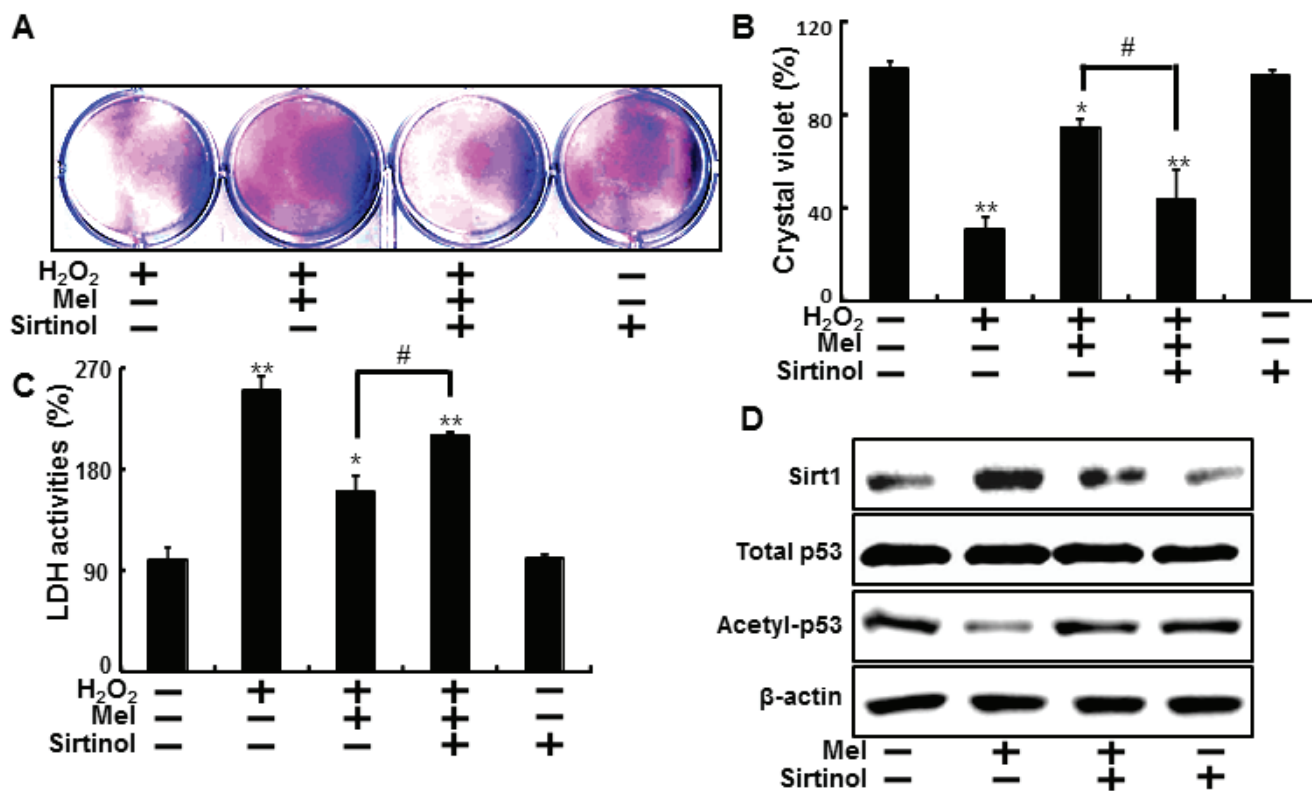 A
H₂O₂ + + + −
Mel − + + −
Sirtinol − − + +
B
Crystal violet (%)
120
80
40
0
#
*
**
**
H₂O₂ − + + + −
Mel − − + + −
Sirtinol − − − + +
C
LDH activities (%)
270
180
90
0
**
#
*
**
H₂O₂ − + + + −
Mel − − + + −
Sirtinol − − − + +
D
Sirt1
Total p53
Acetyl-p53
β-actin
Mel − + + −
Sirtinol − − + +